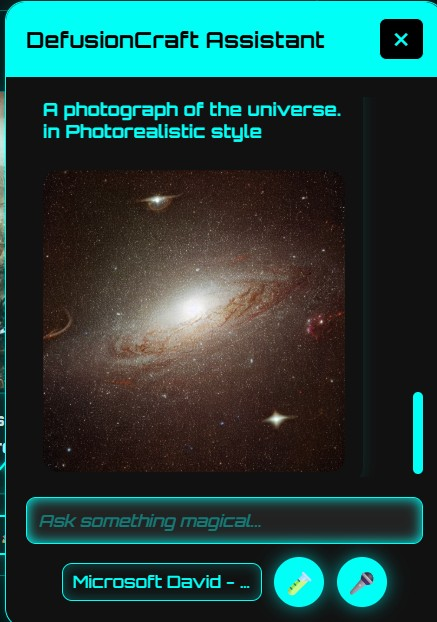 DefusionCraft Assistant
✕
A photograph of the universe.
in Photorealistic style
Ask something magical...
Microsoft David - ...